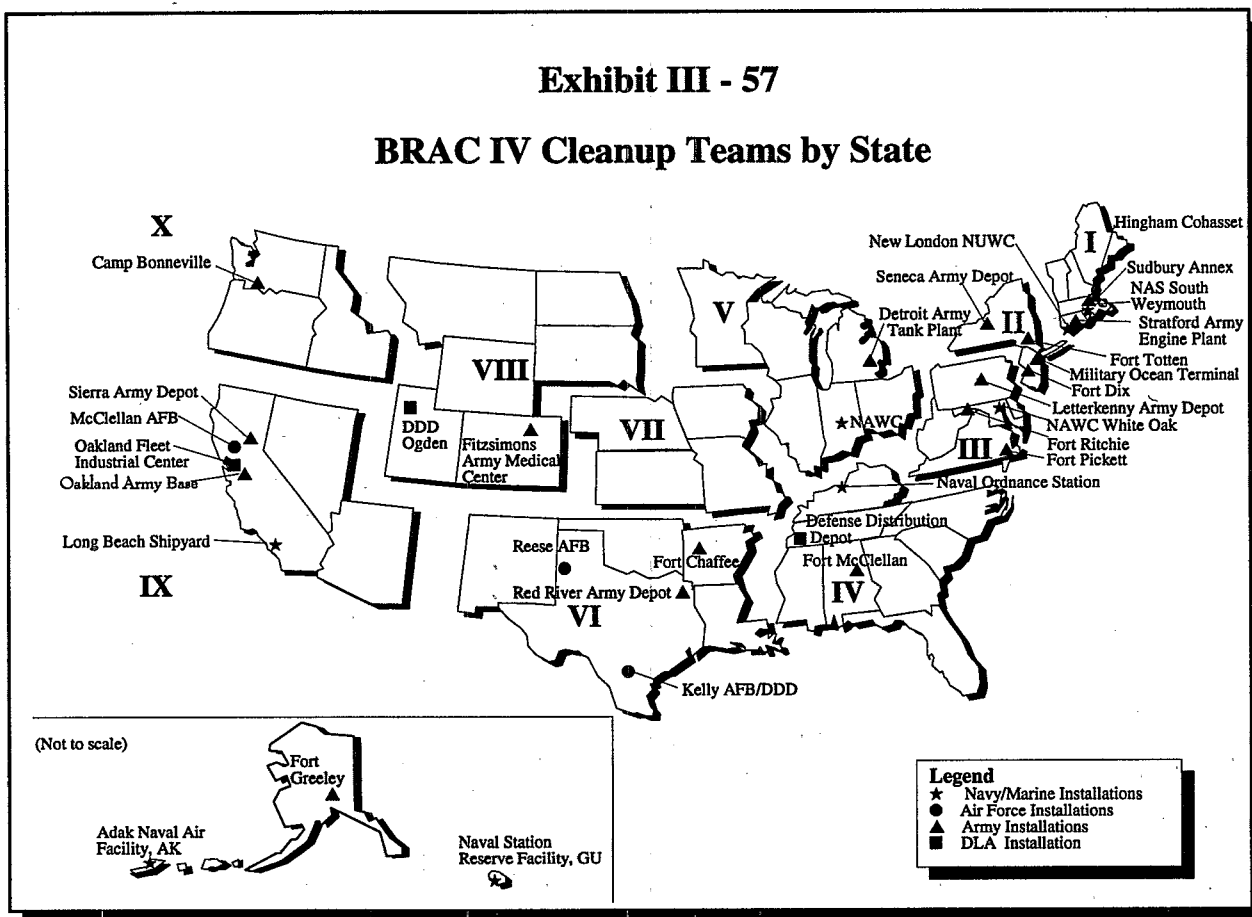 Exhibit III - 57
BRAC IV Cleanup Teams by State
X
Camp Bonneville
Sierra Army Depot
McClellan AFB
Oakland Fleet
Industrial Center
Oakland Army Base
Long Beach Shipyard
IX
VIII
DDD
Ogden
Fitzsimons
Army Medical
Center
VII
V
Detroit Army
Tank Plant
NAWC
Naval Ordnance Station
Reese AFB
Fort Chaffee
Red River Army Depot
VI
Kelly AFB/DDD
Defense Distribution
Depot
Fort McClellan
IV
I
Hingham Cohasset
New London NUWC
Seneca Army Depot
Sudbury Annex
NAS South
Weymouth
Stratford Army
Engine Plant
II
Fort Totten
Military Ocean Terminal
Fort Dix
Letterkenny Army Depot
NAWC White Oak
Fort Ritchie
III
Fort Pickett
(Not to scale)
Fort
Greeley
Adak Naval Air
Facility, AK
Naval Station
Reserve Facility, GU
Legend
Navy/Marine Installations
Air Force Installations
Army Installations
DLA Installation